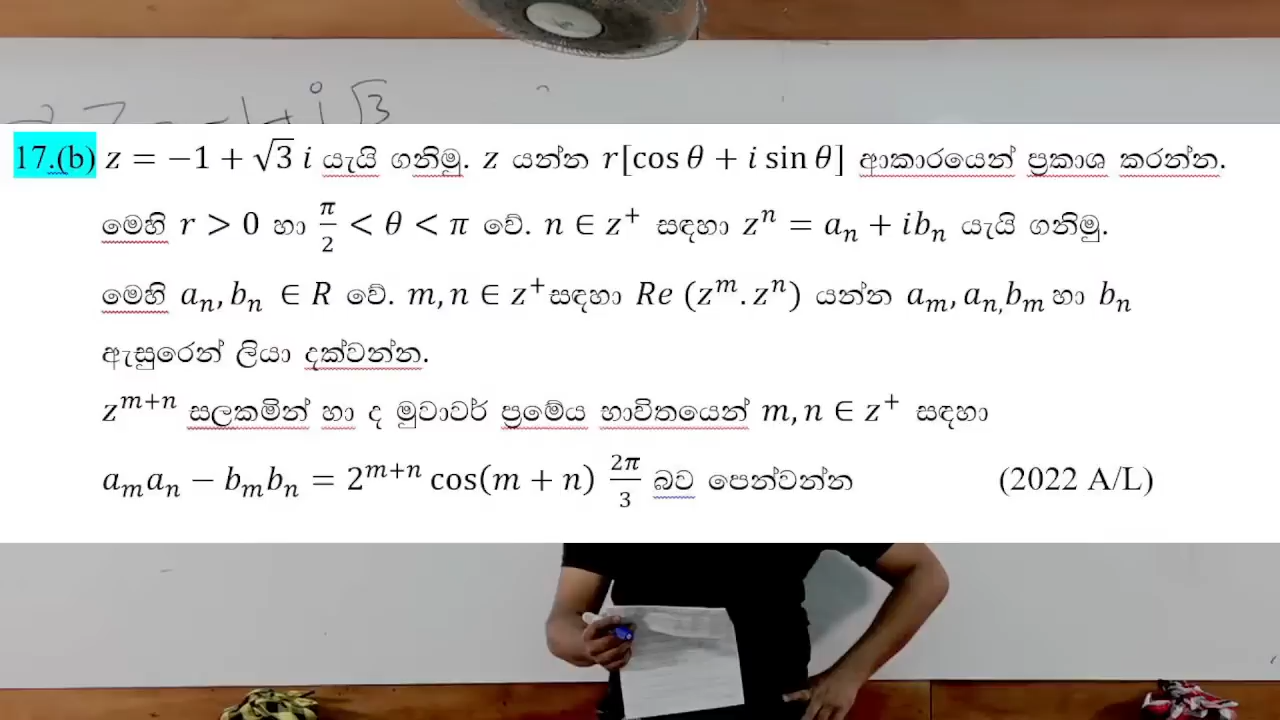 z = -1 + i√3
17.(b) z = −1 + √3 i යැයි ගනිමු. z යන්න r[cos θ + i sin θ] ආකාරයෙන් ප්‍රකාශ කරන්න.
මෙහි r > 0 හා π/2 < θ < π වේ. n ∈ z⁺ සඳහා zⁿ = aₙ + ibₙ යැයි ගනිමු.
මෙහි aₙ, bₙ ∈ R වේ. m, n ∈ z⁺ සඳහා Re (zᵐ. zⁿ) යන්න aₘ, aₙ, bₘ හා bₙ
ඇසුරෙන් ලියා දක්වන්න.
zᵐ⁺ⁿ සලකමින් හා ද මුවාවර් ප්‍රමේය භාවිතයෙන් m, n ∈ z⁺ සඳහා
aₘaₙ − bₘbₙ = 2ᵐ⁺ⁿ cos(m + n) 2π/3 බව පෙන්වන්න (2022 A/L)